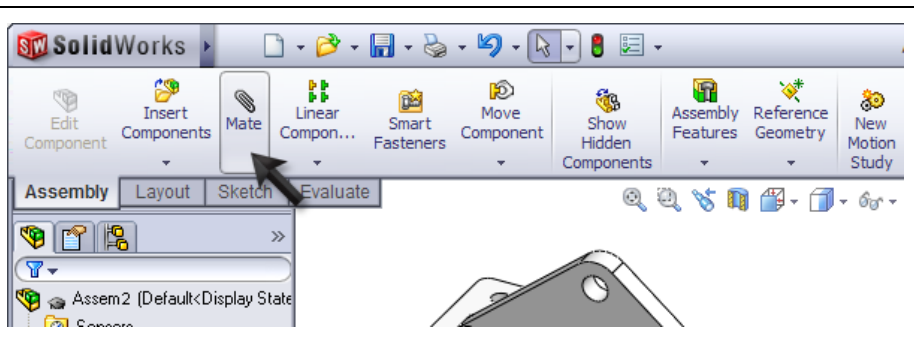 SolidWorks
Edit Component
Insert Components
Mate
Linear Compon...
Smart Fasteners
Move Component
Show Hidden Components
Assembly Features
Reference Geometry
New Motion Study
Assembly Layout Sketch Evaluate
Assem2 (Default<Display State
Sensors